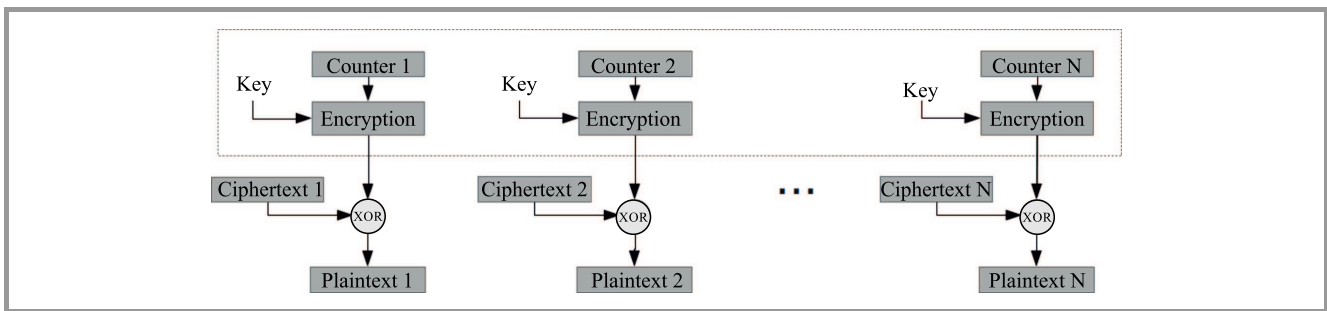 Counter 1
Counter 2
Counter N
Key
Key
Key
Encryption
Encryption
Encryption
Ciphertext 1
Ciphertext 2
...
Ciphertext N
XOR
XOR
XOR
Plaintext 1
Plaintext 2
Plaintext N